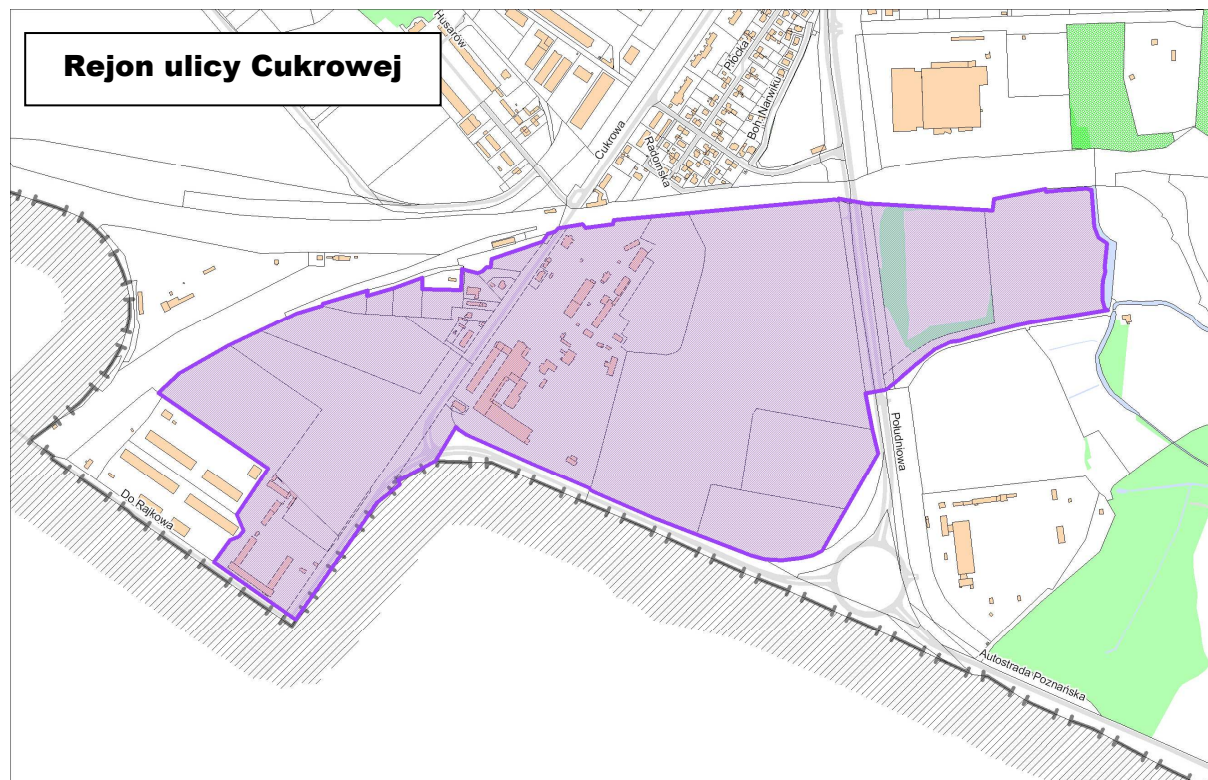 Rejon ulicy Cukrowej
Husarów
Płocka
Cukrowa
Boh. Narwiku
Radomska
Południowa
Do Rajkowa
Autostrada Poznańska